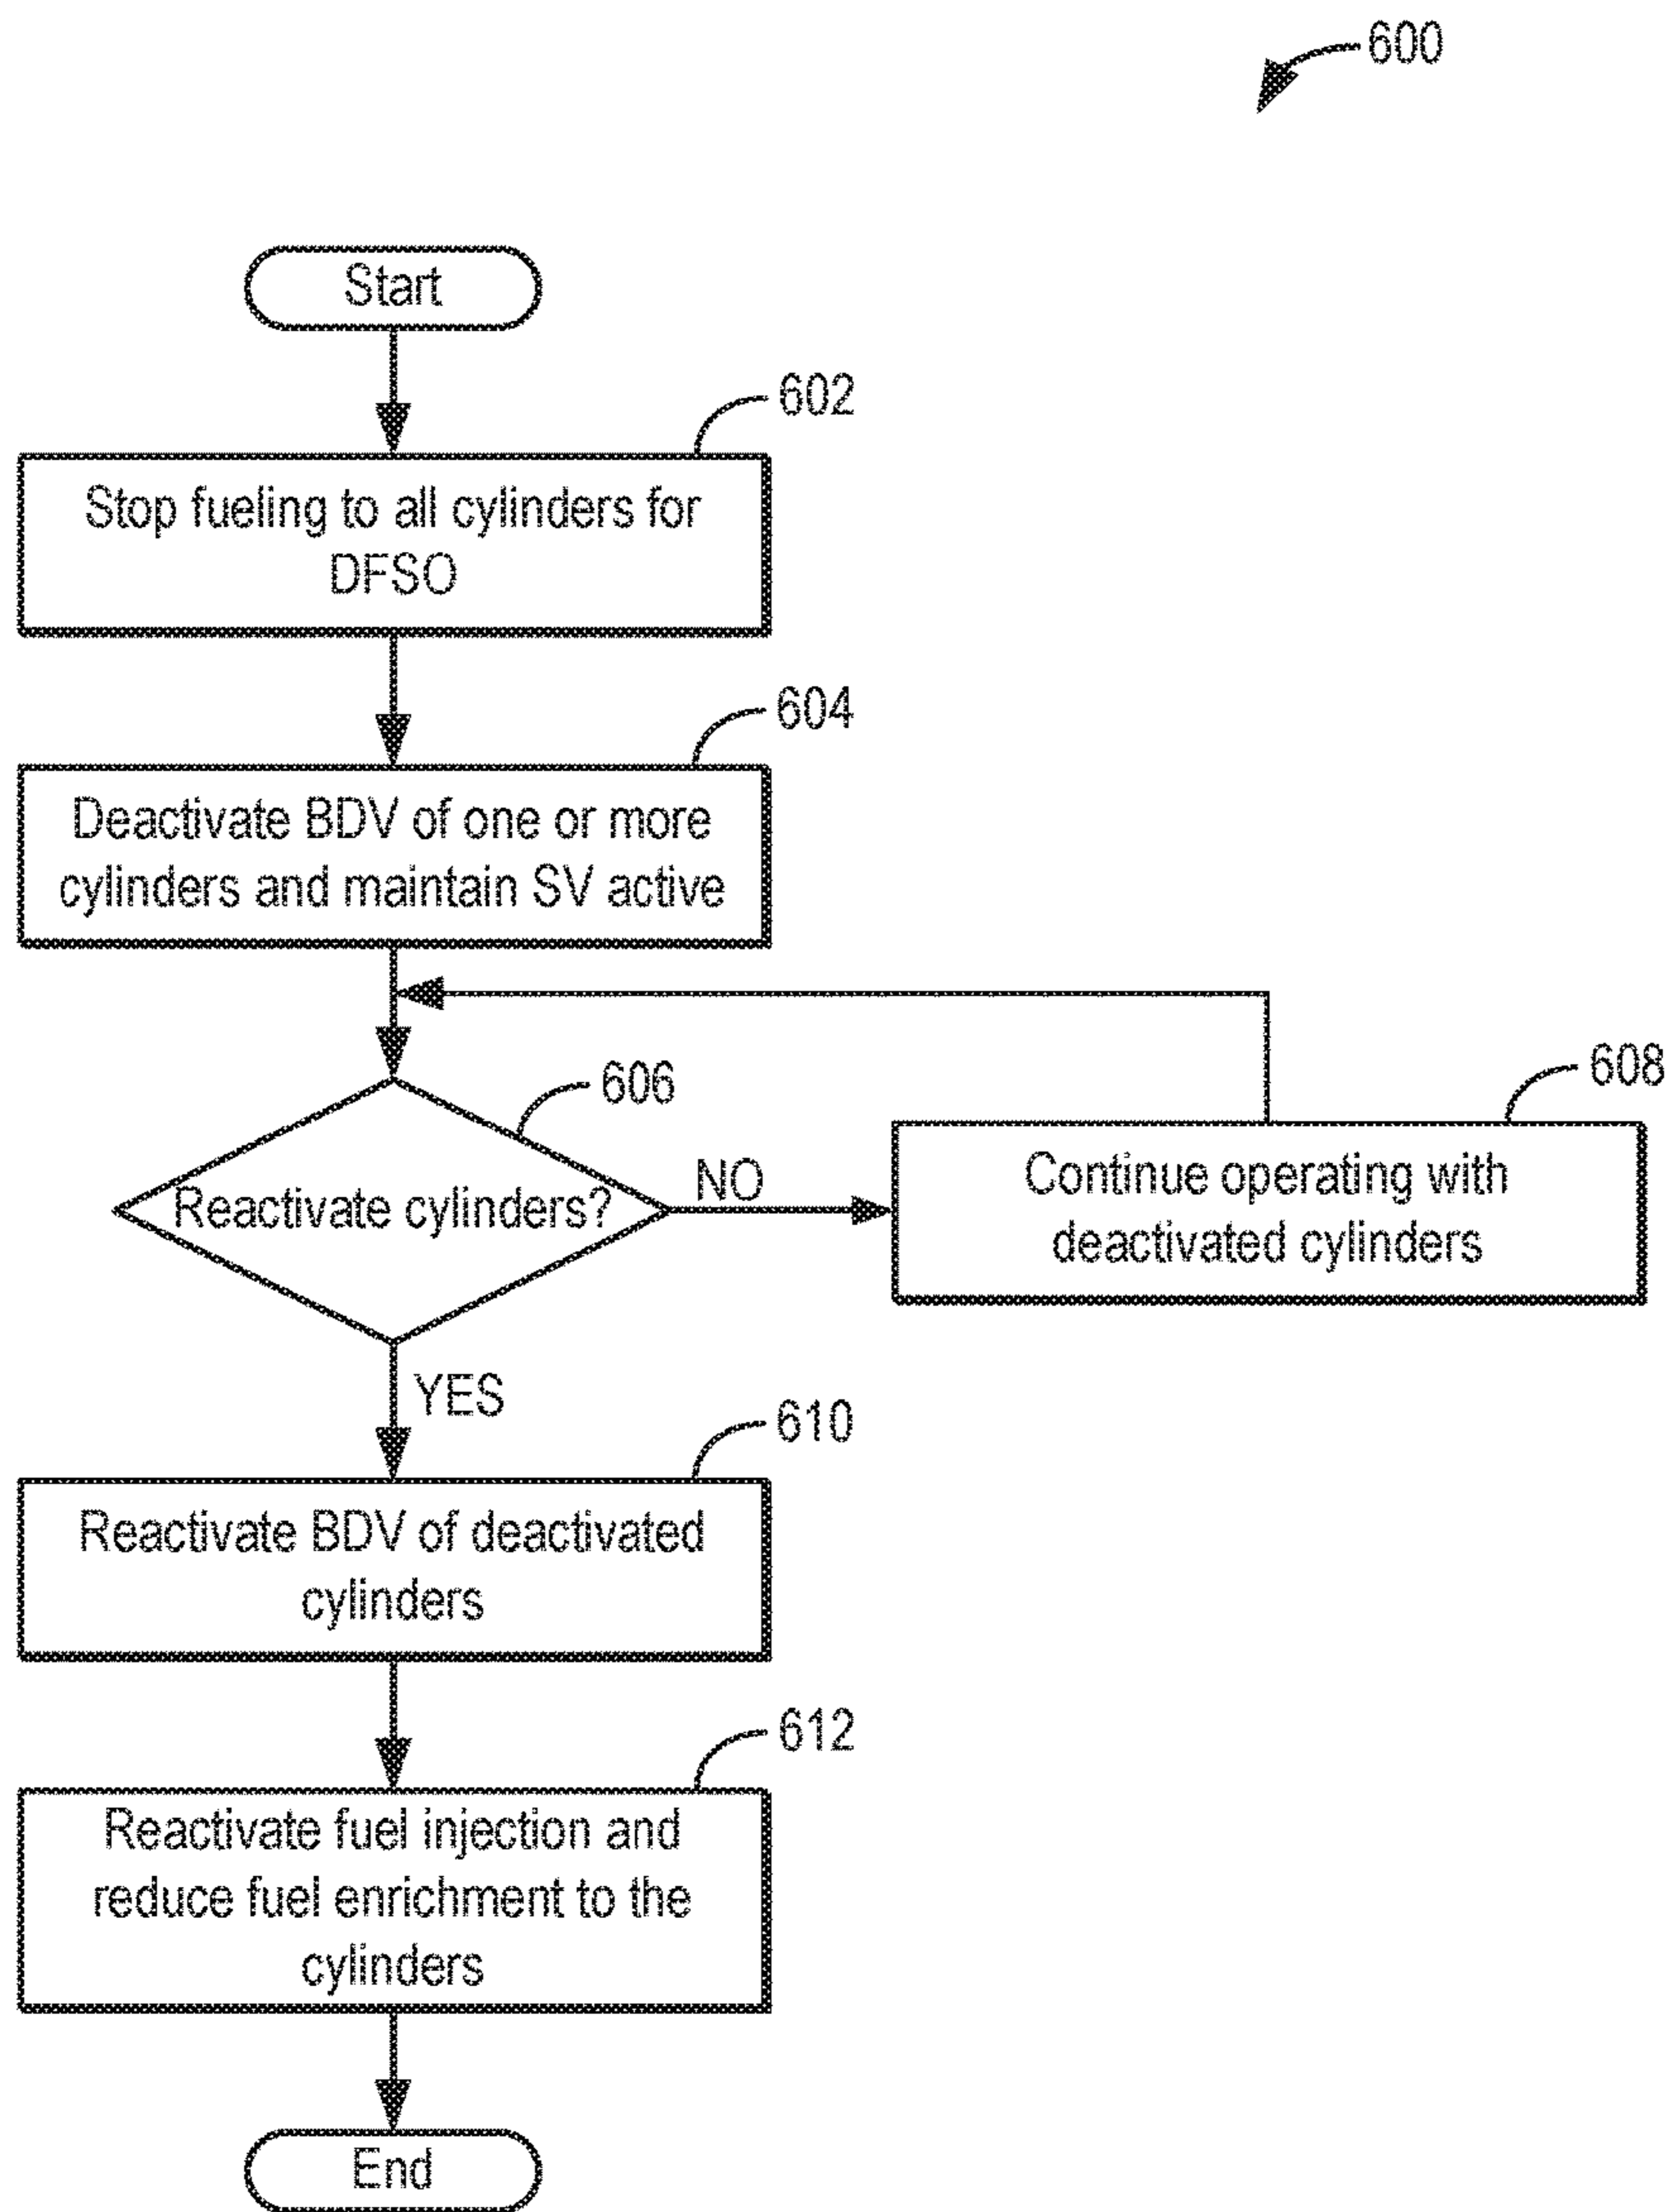 600
Start
602
Stop fueling to all cylinders for
DFSO
604
Deactivate BDV of one or more
cylinders and maintain SV active
606
Reactivate cylinders?
NO
608
Continue operating with
deactivated cylinders
YES
610
Reactivate BDV of deactivated
cylinders
612
Reactivate fuel injection and
reduce fuel enrichment to the
cylinders
End